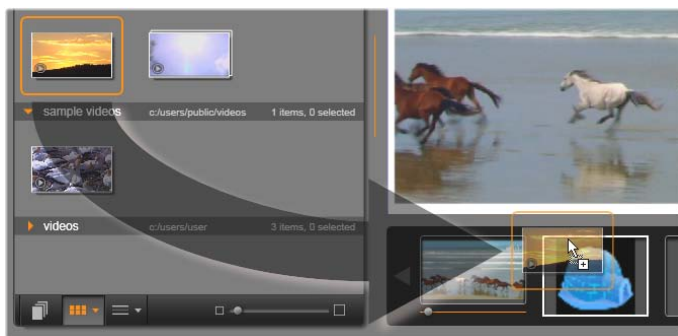 sample videos c:/users/public/videos 1 items, 0 selected
videos c:/users/user 3 items, 0 selected